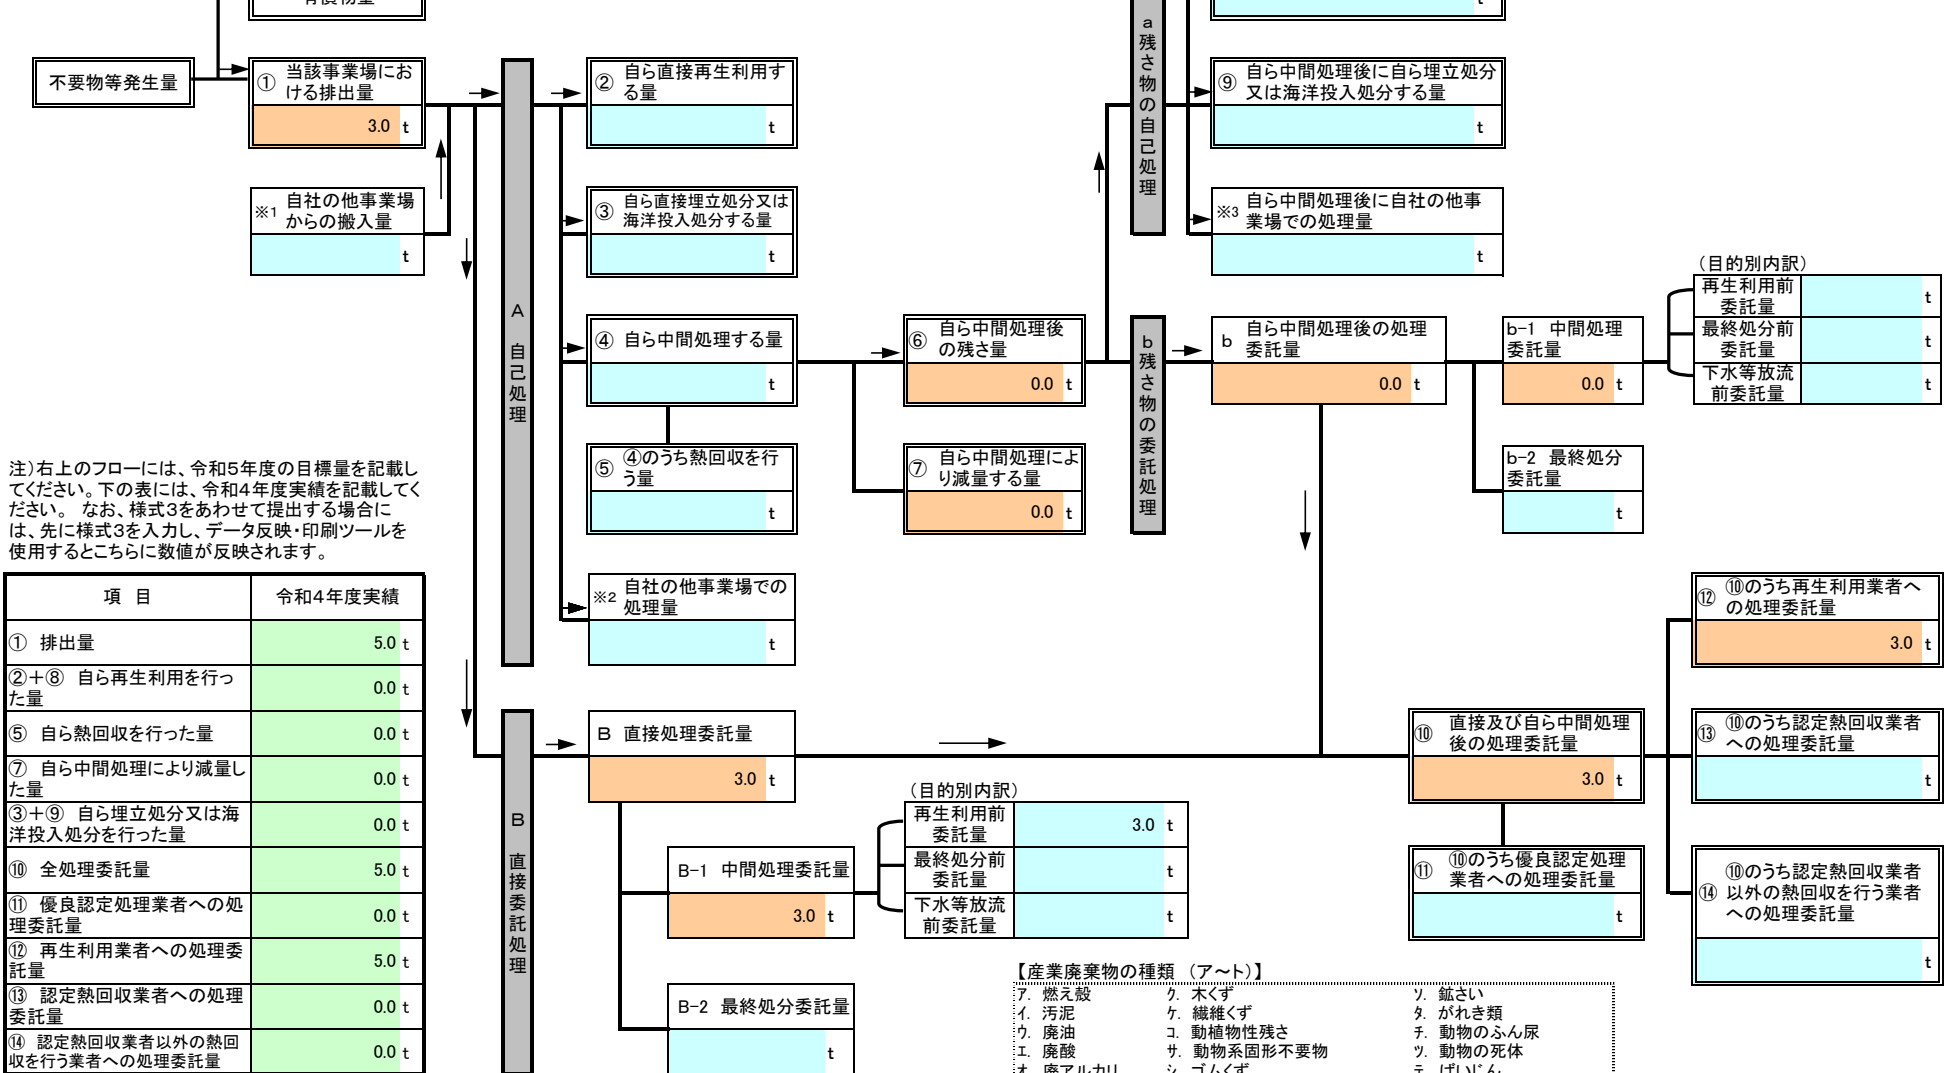 不要物等発生量
① 当該事業場にお
ける排出量
3.0 t
※1 自社の他事業場
からの搬入量
t
A 自己処理
② 自ら直接再生利用す
る量
t
③ 自ら直接埋立処分又は
海洋投入処分する量
t
④ 自ら中間処理する量
t
⑤ ④のうち熱回収を行
う量
t
※2 自社の他事業場での
処理量
t
⑥ 自ら中間処理後
の残さ量
0.0 t
⑦ 自ら中間処理によ
り減量する量
0.0 t
a 残さ物の自己処理
t
⑨ 自ら中間処理後に自ら埋立処分
又は海洋投入処分する量
t
※3 自ら中間処理後に自社の他事
業場での処理量
t
b 残さ物の委託処理
b 自ら中間処理後の処理
委託量
0.0 t
b-1 中間処理
委託量
0.0 t
b-2 最終処分
委託量
t
（目的別内訳）
再生利用前
委託量
t
最終処分前
委託量
t
下水等放流
前委託量
t
注）右上のフローには、令和5年度の目標量を記載し
てください。下の表には、令和4年度実績を記載してく
ださい。 なお、様式3をあわせて提出する場合に
は、先に様式3を入力し、データ反映・印刷ツールを
使用するとこちらに数値が反映されます。
項 目 令和4年度実績
① 排出量 5.0 t
②＋⑧ 自ら再生利用を行っ
た量 0.0 t
⑤ 自ら熱回収を行った量 0.0 t
⑦ 自ら中間処理により減量し
た量 0.0 t
③＋⑨ 自ら埋立処分又は海
洋投入処分を行った量 0.0 t
⑩ 全処理委託量 5.0 t
⑪ 優良認定処理業者への処
理委託量 0.0 t
⑫ 再生利用業者への処理委
託量 5.0 t
⑬ 認定熱回収業者への処理
委託量 0.0 t
⑭ 認定熱回収業者以外の熱回
収を行う業者への処理委託量 0.0 t
B 直接委託処理
B 直接処理委託量
3.0 t
B-1 中間処理委託量
3.0 t
B-2 最終処分委託量
t
（目的別内訳）
再生利用前
委託量
3.0 t
最終処分前
委託量
t
下水等放流
前委託量
t
⑩ 直接及び自ら中間処理
後の処理委託量
3.0 t
⑪ ⑩のうち優良認定処理
業者への処理委託量
t
⑫ ⑩のうち再生利用業者へ
の処理委託量
3.0 t
⑬ ⑩のうち認定熱回収業者
への処理委託量
t
⑭ ⑩のうち認定熱回収業者
以外の熱回収を行う業者
への処理委託量
t
【産業廃棄物の種類 （ア～ト）】
ア. 燃え殻 ク. 木くず ソ. 鉱さい
イ. 汚泥 ケ. 繊維くず タ. がれき類
ウ. 廃油 コ. 動植物性残さ チ. 動物のふん尿
エ. 廃酸 サ. 動物系固形不要物 ツ. 動物の死体
オ. 廃アルカリ シ. ゴムくず テ. ばいじん